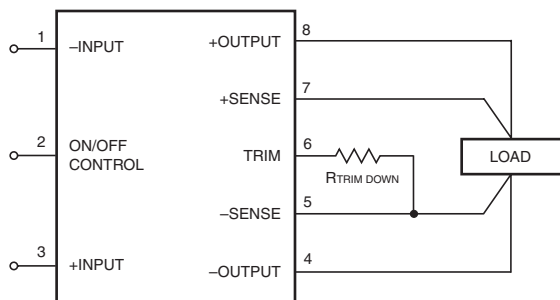 1
–INPUT
2
ON/OFF
CONTROL
3
+INPUT
+OUTPUT
8
+SENSE
7
TRIM
6
RTRIM DOWN
–SENSE
5
–OUTPUT
4
LOAD